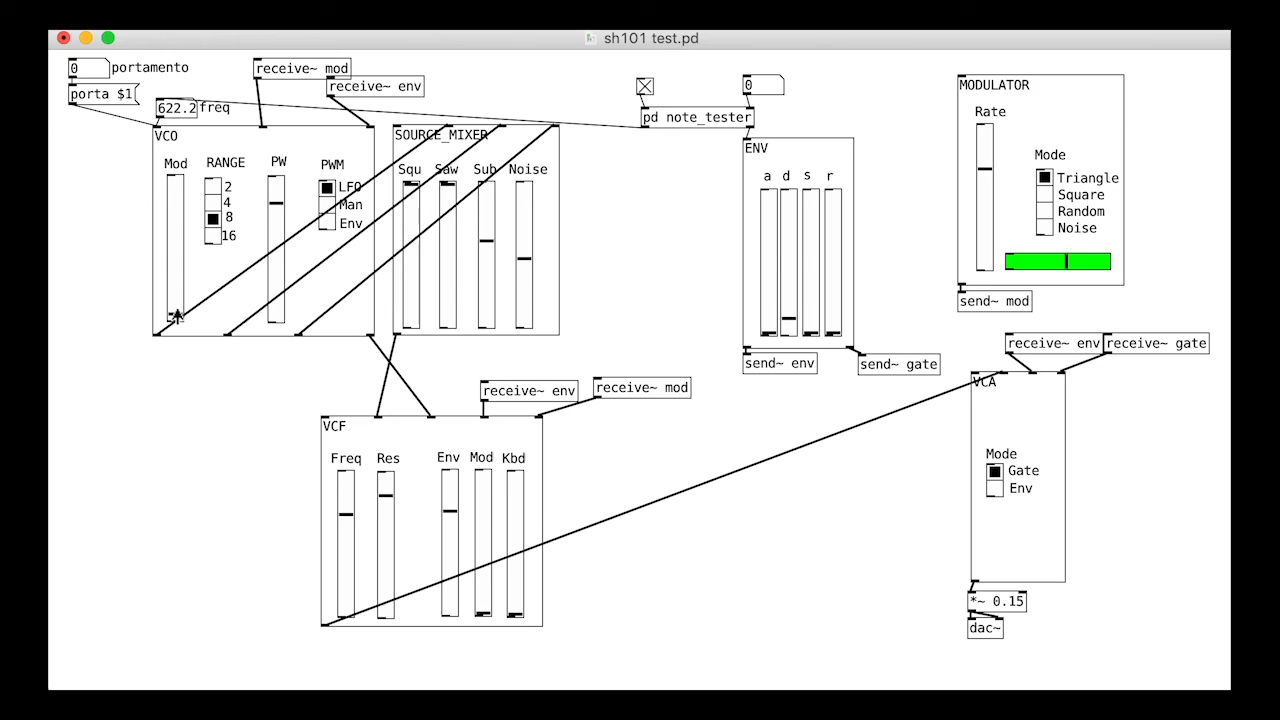 sh101 test.pd
0 portamento
porta $1
622.2 freq
receive~ mod
receive~ env
pd note_tester
0
VCO
Mod
RANGE
2
4
8
16
PW
PWM
LFO
Man
Env
SOURCE_MIXER
Squ Saw Sub Noise
ENV
a d s r
send~ env
send~ gate
MODULATOR
Rate
Mode
Triangle
Square
Random
Noise
send~ mod
receive~ env
receive~ gate
receive~ env
receive~ mod
VCF
Freq Res Env Mod Kbd
VCA
Mode
Gate
Env
*~ 0.15
dac~